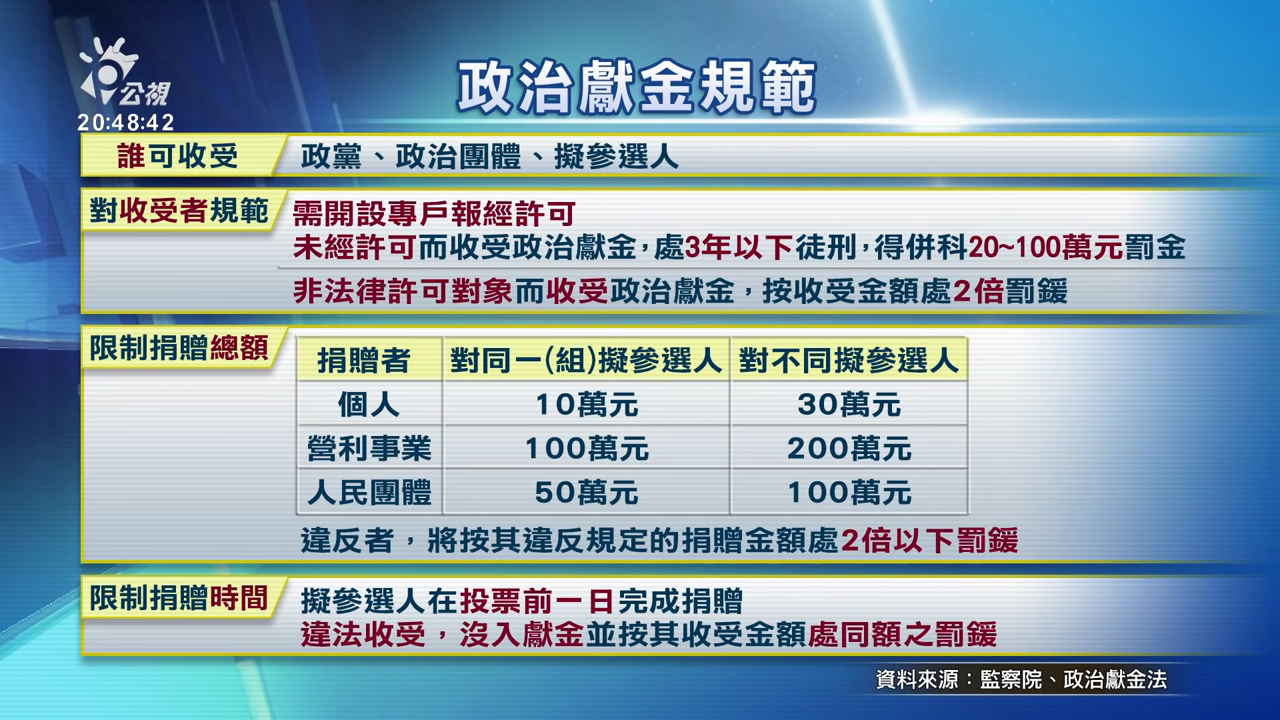 政治獻金規範
公視
20:48:42
誰可收受
政黨、政治團體、擬參選人
對收受者規範
需開設專戶報經許可
未經許可而收受政治獻金,處3年以下徒刑,得併科20~100萬元罰金
非法律許可對象而收受政治獻金，按收受金額處2倍罰鍰
限制捐贈總額
捐贈者 對同一(組)擬參選人 對不同擬參選人
個人 10萬元 30萬元
營利事業 100萬元 200萬元
人民團體 50萬元 100萬元
違反者，將按其違反規定的捐贈金額處2倍以下罰鍰
限制捐贈時間
擬參選人在投票前一日完成捐贈
違法收受，沒入獻金並按其收受金額處同額之罰鍰
資料來源：監察院、政治獻金法